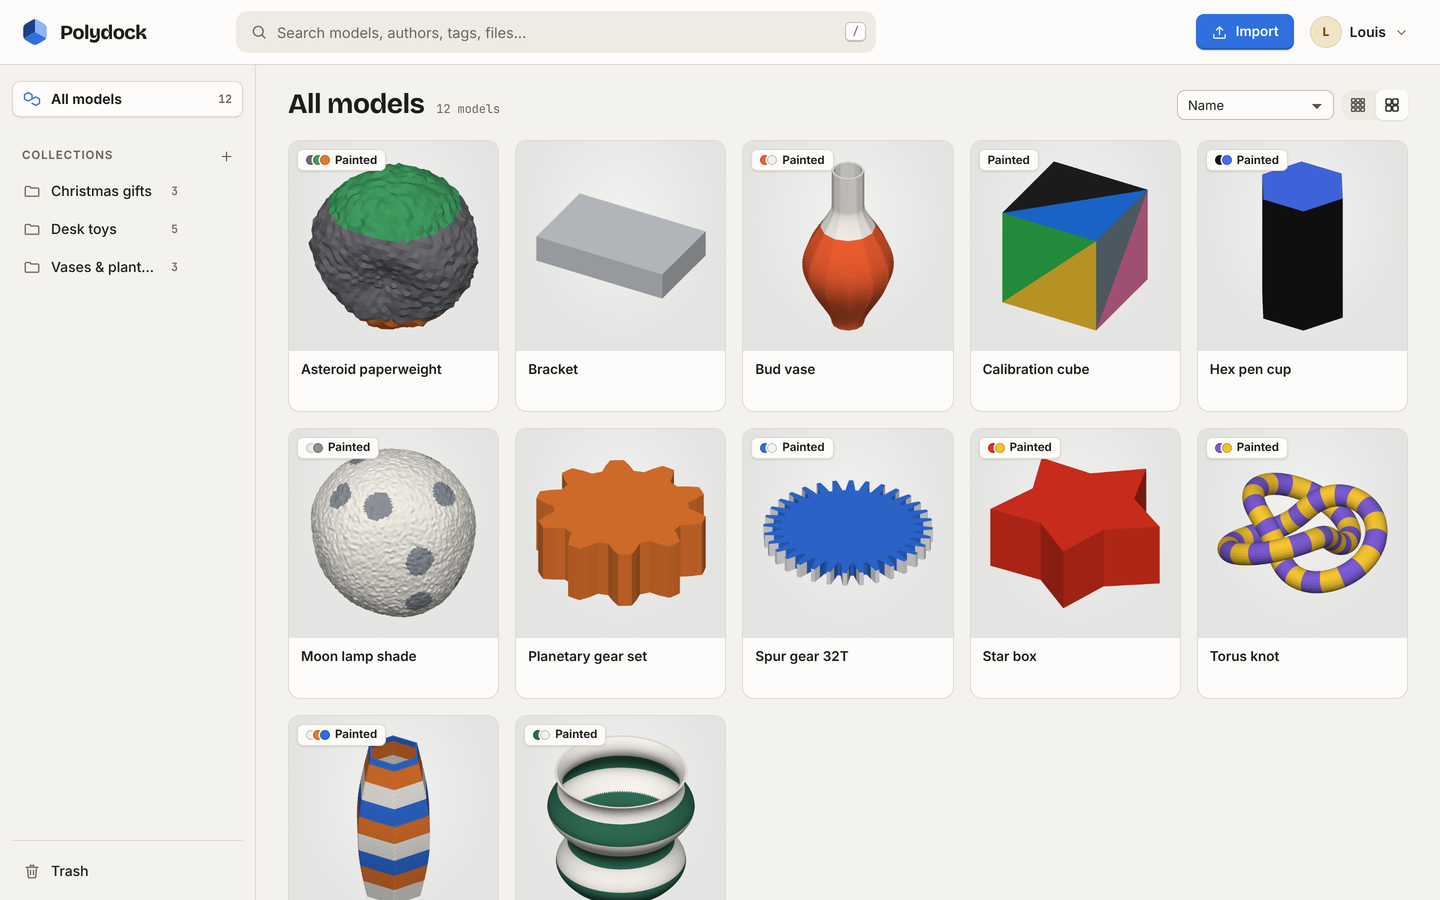 Polydock
Search models, authors, tags, files...
/
Import
L
Louis
All models
12
COLLECTIONS
Christmas gifts
3
Desk toys
5
Vases & plant...
3
Trash
All models
12 models
Name
Painted
Asteroid paperweight
Bracket
Painted
Bud vase
Painted
Calibration cube
Painted
Hex pen cup
Painted
Moon lamp shade
Planetary gear set
Painted
Spur gear 32T
Painted
Star box
Painted
Torus knot
Painted
Painted